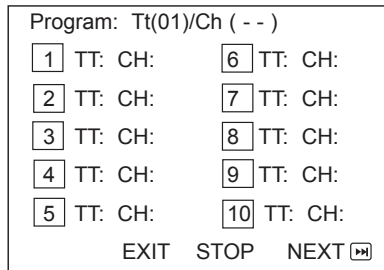 Program: Tt(01)/Ch ( - - )
1 TT: CH: 6 TT: CH:
2 TT: CH: 7 TT: CH:
3 TT: CH: 8 TT: CH:
4 TT: CH: 9 TT: CH:
5 TT: CH: 10 TT: CH:
EXIT STOP NEXT